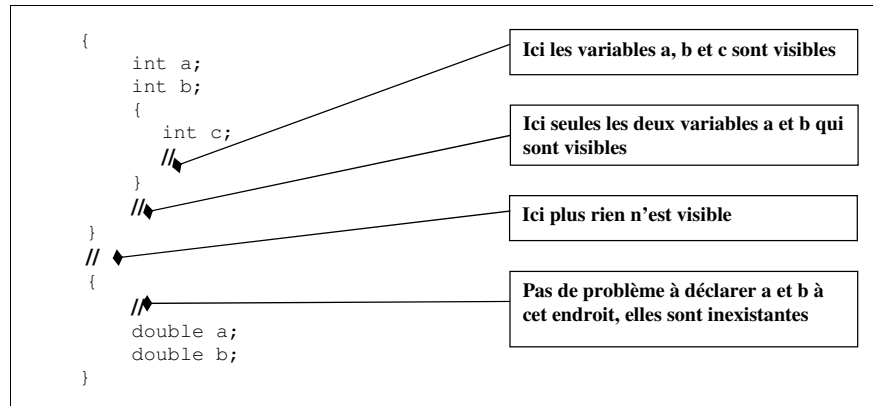 {
int a;
int b;
{
int c;
//
}
//
}
//
{
//
double a;
double b;
}
Ici les variables a, b et c sont visibles
Ici seules les deux variables a et b qui
sont visibles
Ici plus rien n’est visible
Pas de problème à déclarer a et b à
cet endroit, elles sont inexistantes